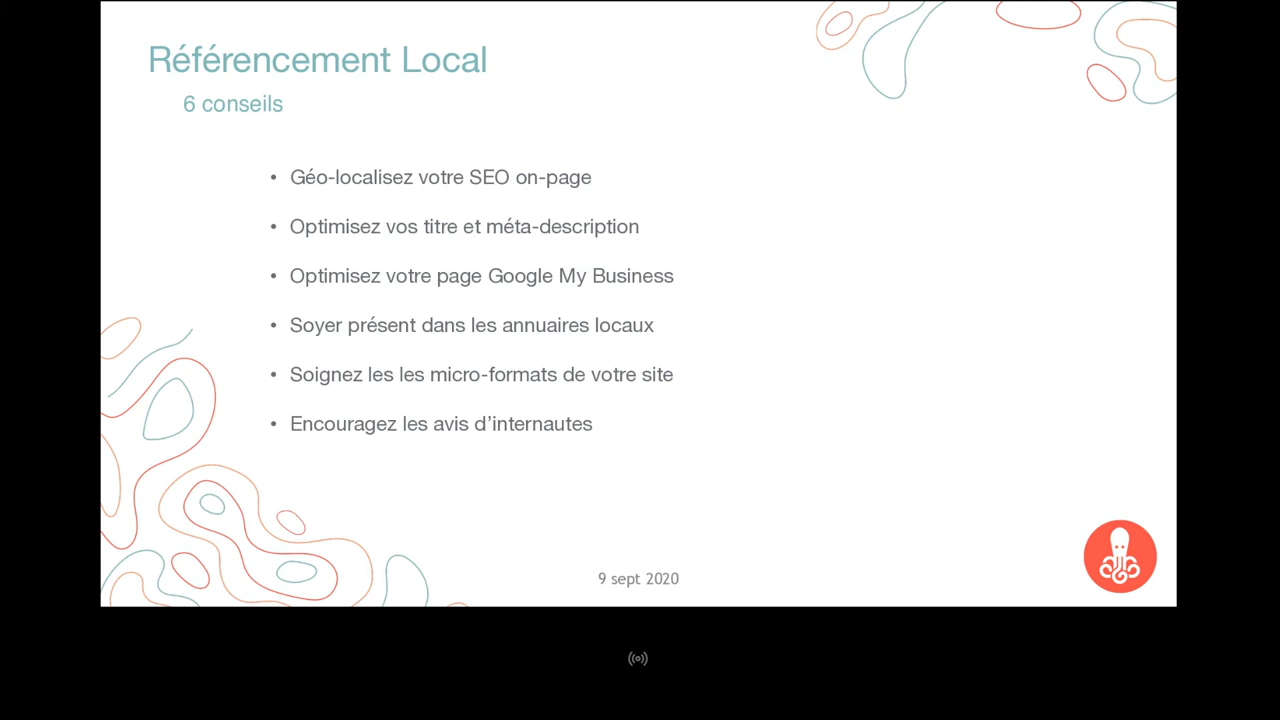 Référencement Local
6 conseils
• Géo-localisez votre SEO on-page
• Optimisez vos titre et méta-description
• Optimisez votre page Google My Business
• Soyer présent dans les annuaires locaux
• Soignez les les micro-formats de votre site
• Encouragez les avis d’internautes
9 sept 2020